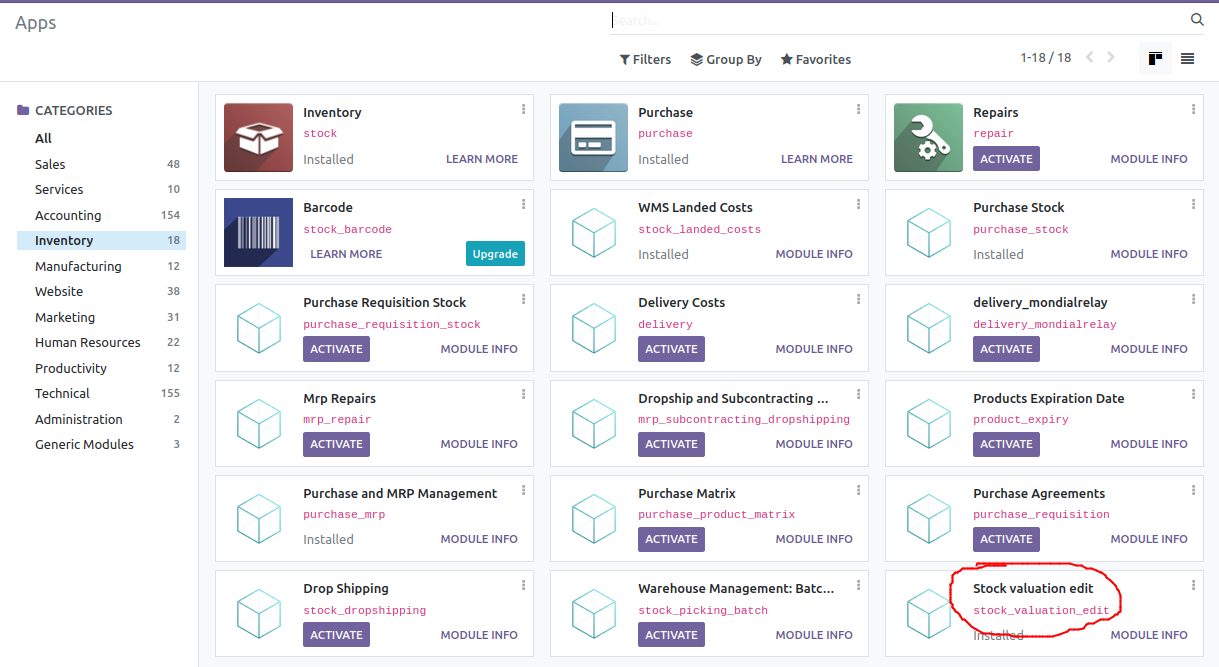 Apps
Search...
Filters Group By Favorites
1-18 / 18
CATEGORIES
All
Sales 48
Services 10
Accounting 154
Inventory 18
Manufacturing 12
Website 38
Marketing 31
Human Resources 22
Productivity 12
Technical 155
Administration 2
Generic Modules 3
Inventory
stock
Installed LEARN MORE
Purchase
purchase
Installed LEARN MORE
Repairs
repair
ACTIVATE MODULE INFO
Barcode
stock_barcode
LEARN MORE Upgrade
WMS Landed Costs
stock_landed_costs
Installed MODULE INFO
Purchase Stock
purchase_stock
Installed MODULE INFO
Purchase Requisition Stock
purchase_requisition_stock
ACTIVATE MODULE INFO
Delivery Costs
delivery
ACTIVATE MODULE INFO
delivery_mondialrelay
delivery_mondialrelay
ACTIVATE MODULE INFO
Mrp Repairs
mrp_repair
ACTIVATE MODULE INFO
Dropship and Subcontracting ...
mrp_subcontracting_dropshipping
ACTIVATE MODULE INFO
Products Expiration Date
product_expiry
ACTIVATE MODULE INFO
Purchase and MRP Management
purchase_mrp
Installed MODULE INFO
Purchase Matrix
purchase_product_matrix
ACTIVATE MODULE INFO
Purchase Agreements
purchase_requisition
ACTIVATE MODULE INFO
Drop Shipping
stock_dropshipping
ACTIVATE MODULE INFO
Warehouse Management: Batc...
stock_picking_batch
ACTIVATE MODULE INFO
Stock valuation edit
stock_valuation_edit
Installed MODULE INFO